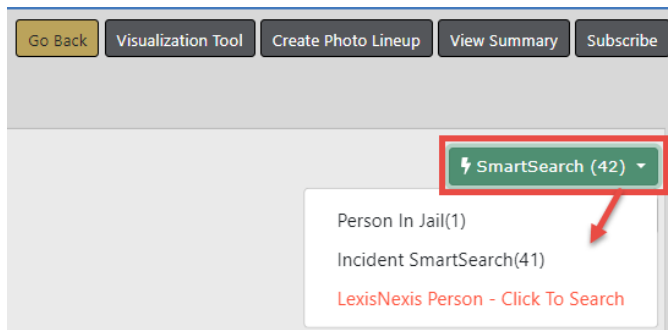 Go Back Visualization Tool Create Photo Lineup View Summary Subscribe
SmartSearch (42)
Person In Jail(1)
Incident SmartSearch(41)
LexisNexis Person - Click To Search